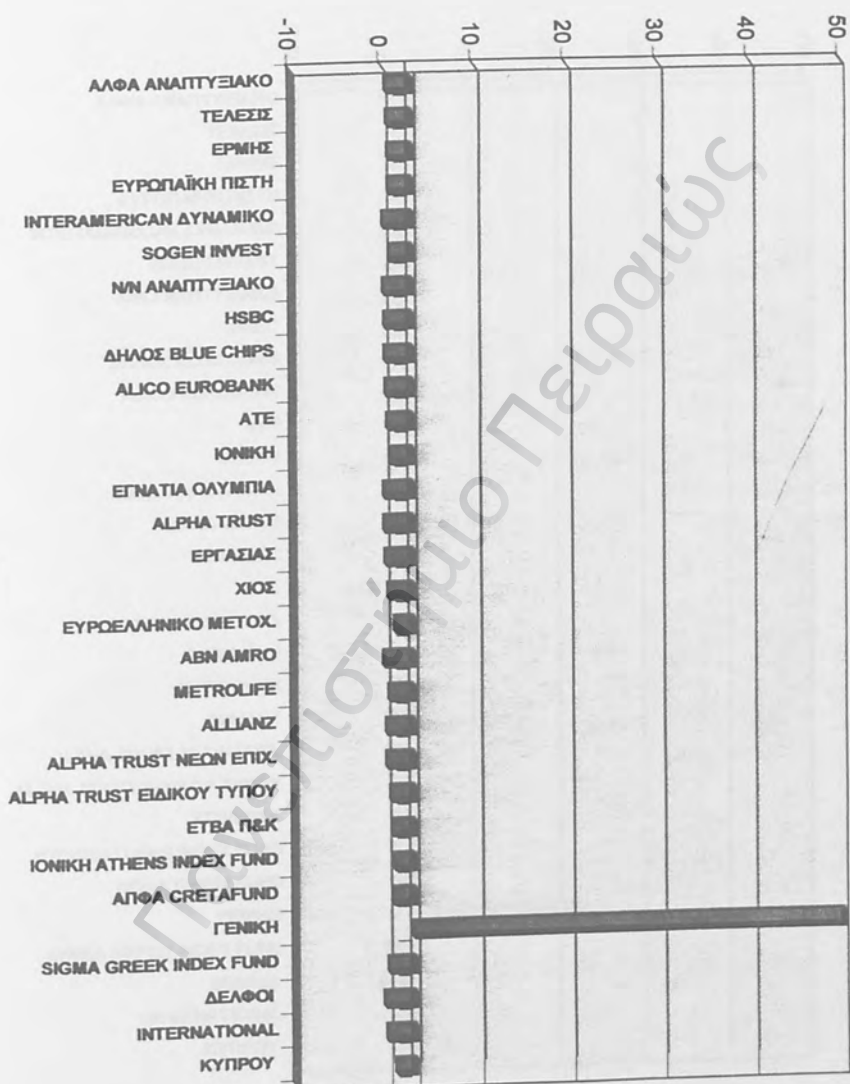 -10
0
10
20
30
40
50
ΑΛΦΑ ΑΝΑΠΤΥΞΙΑΚΟ
ΤΕΛΕΣΙΣ
ΕΡΜΗΣ
ΕΥΡΩΠΑΪΚΗ ΠΙΣΤΗ
INTERAMERICAN ΔΥΝΑΜΙΚΟ
SOGEN INVEST
N/N ΑΝΑΠΤΥΞΙΑΚΟ
HSBC
ΔΗΛΟΣ BLUE CHIPS
ALICO EUROBANK
ΑΤΕ
ΙΟΝΙΚΗ
ΕΓΝΑΤΙΑ ΟΛΥΜΠΙΑ
ALPHA TRUST
ΕΡΓΑΣΙΑΣ
ΧΙΟΣ
ΕΥΡΩΕΛΛΗΝΙΚΟ ΜΕΤΟΧ.
ABN AMRO
METROLIFE
ALLIANZ
ALPHA TRUST ΝΕΩΝ ΕΠΙΧ.
ALPHA TRUST ΕΙΔΙΚΟΥ ΤΥΠΟΥ
ΕΤΒΑ Π&Κ
ΙΟΝΙΚΗ ATHENS INDEX FUND
ΑΠΦΑ CRETAFUND
ΓΕΝΙΚΗ
SIGMA GREEK INDEX FUND
ΔΕΛΦΟΙ
INTERNATIONAL
ΚΥΠΡΟΥ
Πανεπιστήμιο Πειραιώς